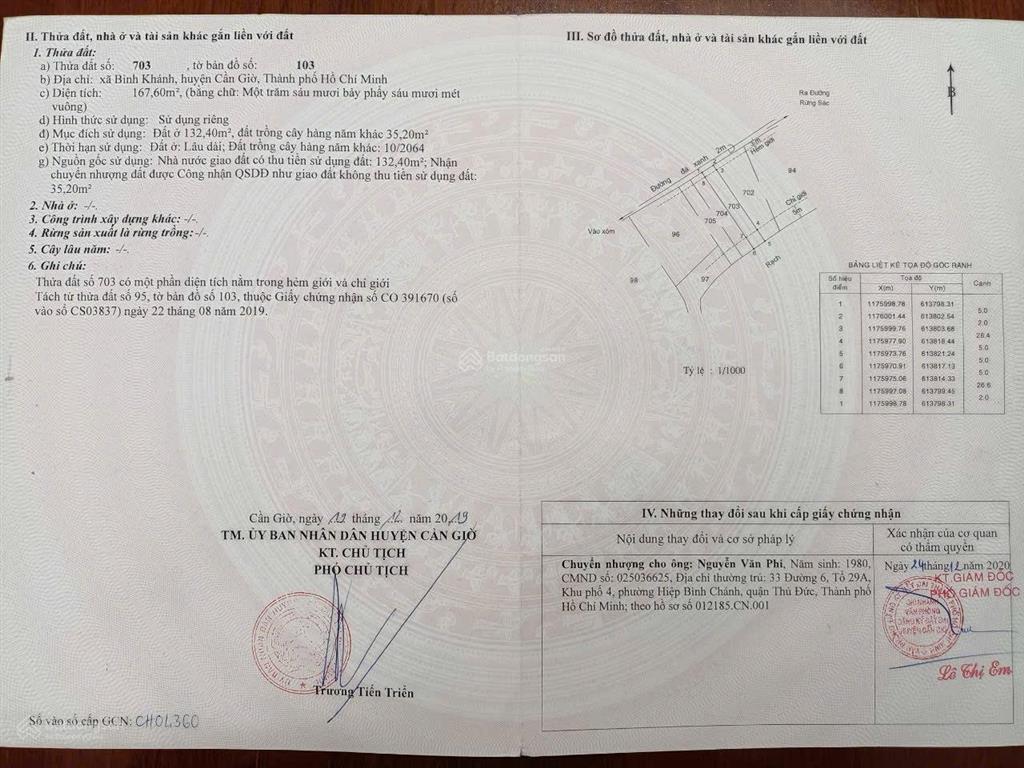 II. Thửa đất, nhà ở và tài sản khác gắn liền với đất
1. Thửa đất:
a) Thửa đất số: 703 , tờ bản đồ số: 103
b) Địa chỉ: xã Bình Khánh, huyện Cần Giờ, Thành phố Hồ Chí Minh
c) Diện tích: 167,60m², (bằng chữ: Một trăm sáu mươi bảy phẩy sáu mươi mét
vuông)
d) Hình thức sử dụng: Sử dụng riêng
đ) Mục đích sử dụng: Đất ở 132,40m², đất trồng cây hàng năm khác 35,20m²
e) Thời hạn sử dụng: Đất ở: Lâu dài; Đất trồng cây hàng năm khác: 10/2064
g) Nguồn gốc sử dụng: Nhà nước giao đất có thu tiền sử dụng đất: 132,40m²; Nhận
chuyển nhượng đất được Công nhận QSDĐ như giao đất không thu tiền sử dụng đất:
35,20m²
2. Nhà ở: -/-.
3. Công trình xây dựng khác: -/-.
4. Rừng sản xuất là rừng trồng: -/-.
5. Cây lâu năm: -/-.
6. Ghi chú:
Thửa đất số 703 có một phần diện tích nằm trong hẻm giới và chỉ giới
Tách từ thửa đất số 95, tờ bản đồ số 103, thuộc Giấy chứng nhận số CO 391670 (số
vào số CS03837) ngày 22 tháng 08 năm 2019.
Cần Giờ, ngày 12 tháng 12 năm 2019
TM. ỦY BAN NHÂN DÂN HUYỆN CẦN GIỜ
KT. CHỦ TỊCH
PHÓ CHỦ TỊCH
Trương Tiến Triển
Số vào sổ cấp GCN: CH01360
III. Sơ đồ thửa đất, nhà ở và tài sản khác gắn liền với đất
B
Ra Đường
Rừng Sác
Đường đá xanh 2m
Hẻm giới
94
702
703
704
705
96
97
98
Chỉ giới
5m
Rạch
Vào xóm
Tỷ lệ : 1/1000
BẢNG LIỆT KÊ TỌA ĐỘ GÓC RANH
Số hiệu điểm Tọa độ Cạnh
X(m) Y(m)
1 1175998.78 613798.31
5.0
2 1176001.44 613802.54
2.0
3 1175999.76 613803.68
26.4
4 1175977.90 613818.44
5.0
5 1175973.76 613821.24
5.0
6 1175970.91 613817.13
5.0
7 1175975.06 613814.33
26.6
8 1175997.08 613799.45
2.0
1 1175998.78 613798.31
Batdongsan
IV. Những thay đổi sau khi cấp giấy chứng nhận
Nội dung thay đổi và cơ sở pháp lý
Xác nhận của cơ quan
có thẩm quyền
Chuyển nhượng cho ông: Nguyễn Văn Phi, Năm sinh: 1980,
CMND số: 025036625, Địa chỉ thường trú: 33 Đường 6, Tổ 29A,
Khu phố 4, phường Hiệp Bình Chánh, quận Thủ Đức, Thành phố
Hồ Chí Minh; theo hồ sơ số 012185.CN.001
Ngày 24 tháng 12 năm 2020
KT.GIÁM ĐỐC
PHÓ GIÁM ĐỐC
CHI NHÁNH
VĂN PHÒNG
ĐĂNG KÝ ĐẤT ĐAI
HUYỆN CẦN GIỜ
Lê Thị Em